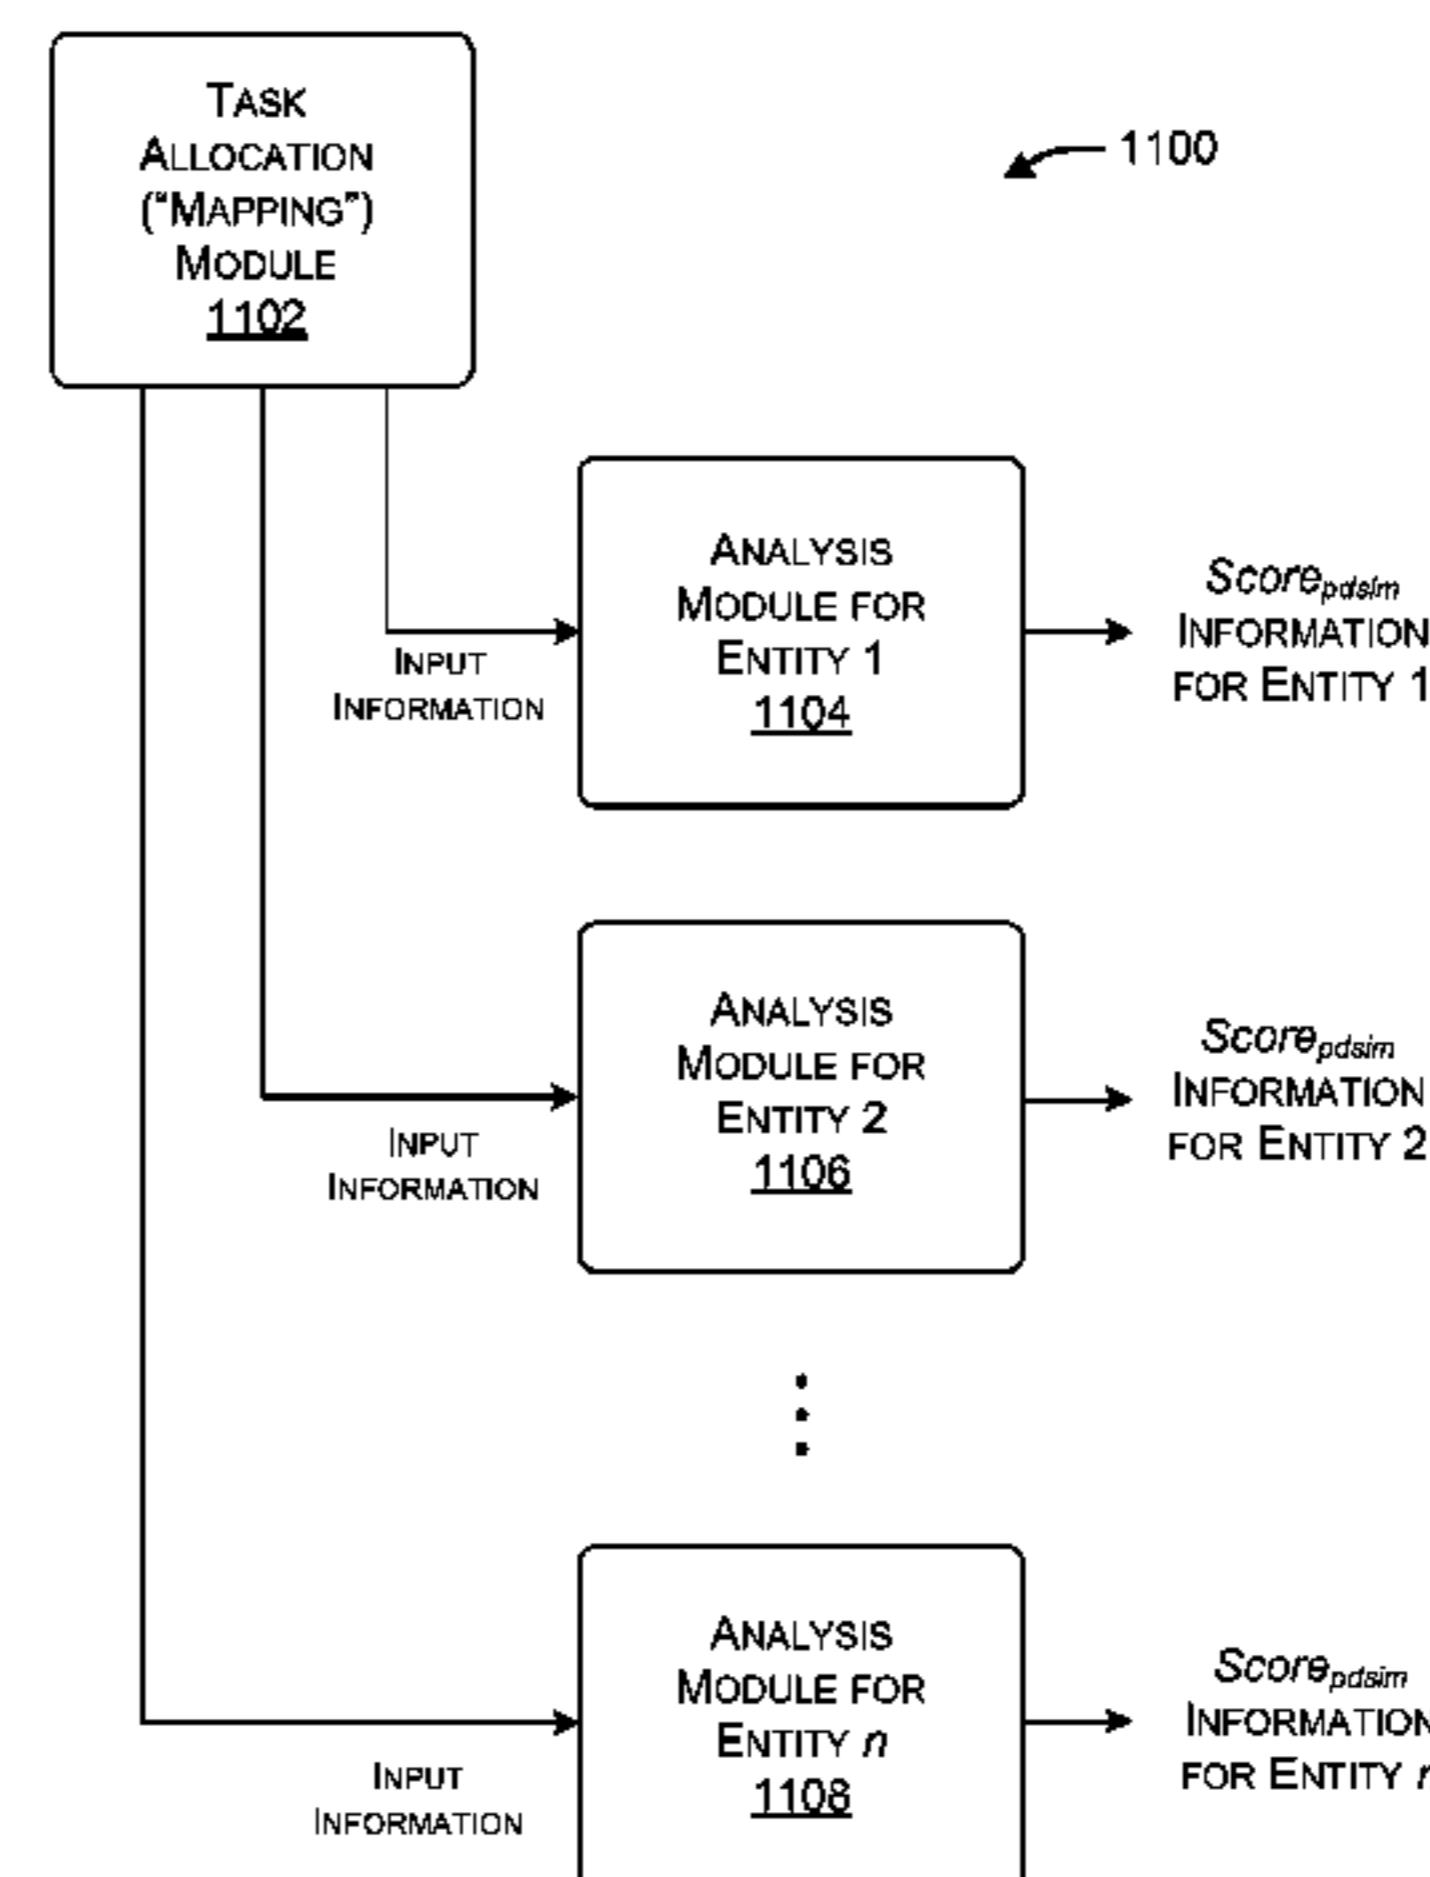 TASK
ALLOCATION
("MAPPING")
MODULE
1102
1100
ANALYSIS
MODULE FOR
ENTITY 1
1104
INPUT
INFORMATION
Scorepdsim
INFORMATION
FOR ENTITY 1
ANALYSIS
MODULE FOR
ENTITY 2
1106
INPUT
INFORMATION
Scorepdsim
INFORMATION
FOR ENTITY 2
ANALYSIS
MODULE FOR
ENTITY n
1108
INPUT
INFORMATION
Scorepdsim
INFORMATION
FOR ENTITY n